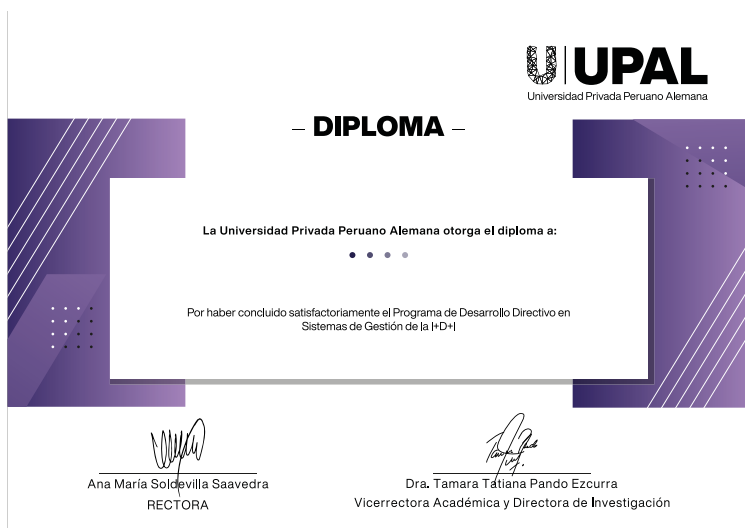 UPAL
Universidad Privada Peruano Alemana
– DIPLOMA –
La Universidad Privada Peruano Alemana otorga el diploma a:
Por haber concluido satisfactoriamente el Programa de Desarrollo Directivo en
Sistemas de Gestión de la I+D+I
Ana María Soldevilla Saavedra
RECTORA
Dra. Tamara Tatiana Pando Ezcurra
Vicerrectora Académica y Directora de Investigación